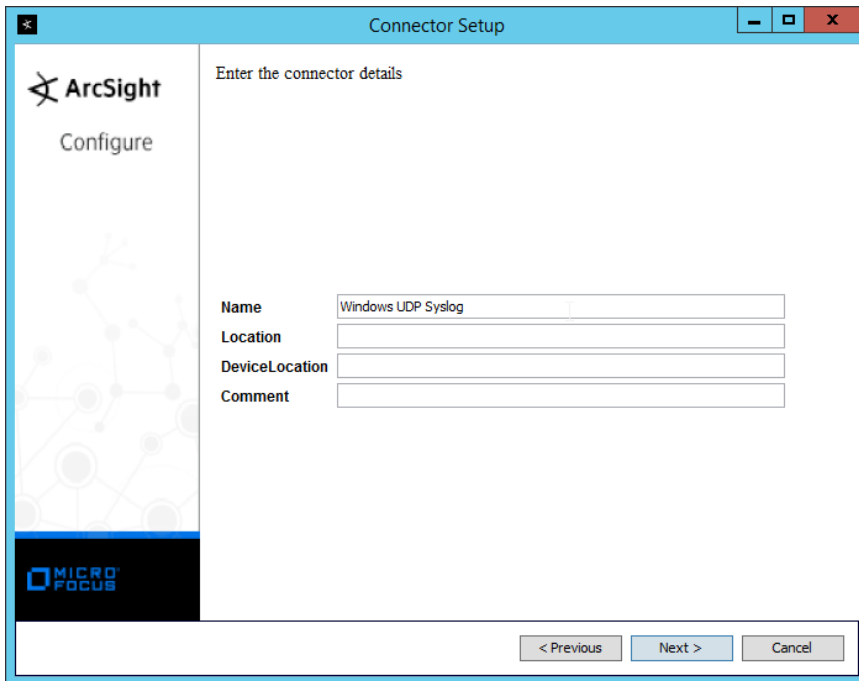 Connector Setup
ArcSight
Configure
Enter the connector details
Name Windows UDP Syslog
Location
DeviceLocation
Comment
MICRO
FOCUS
< Previous Next > Cancel